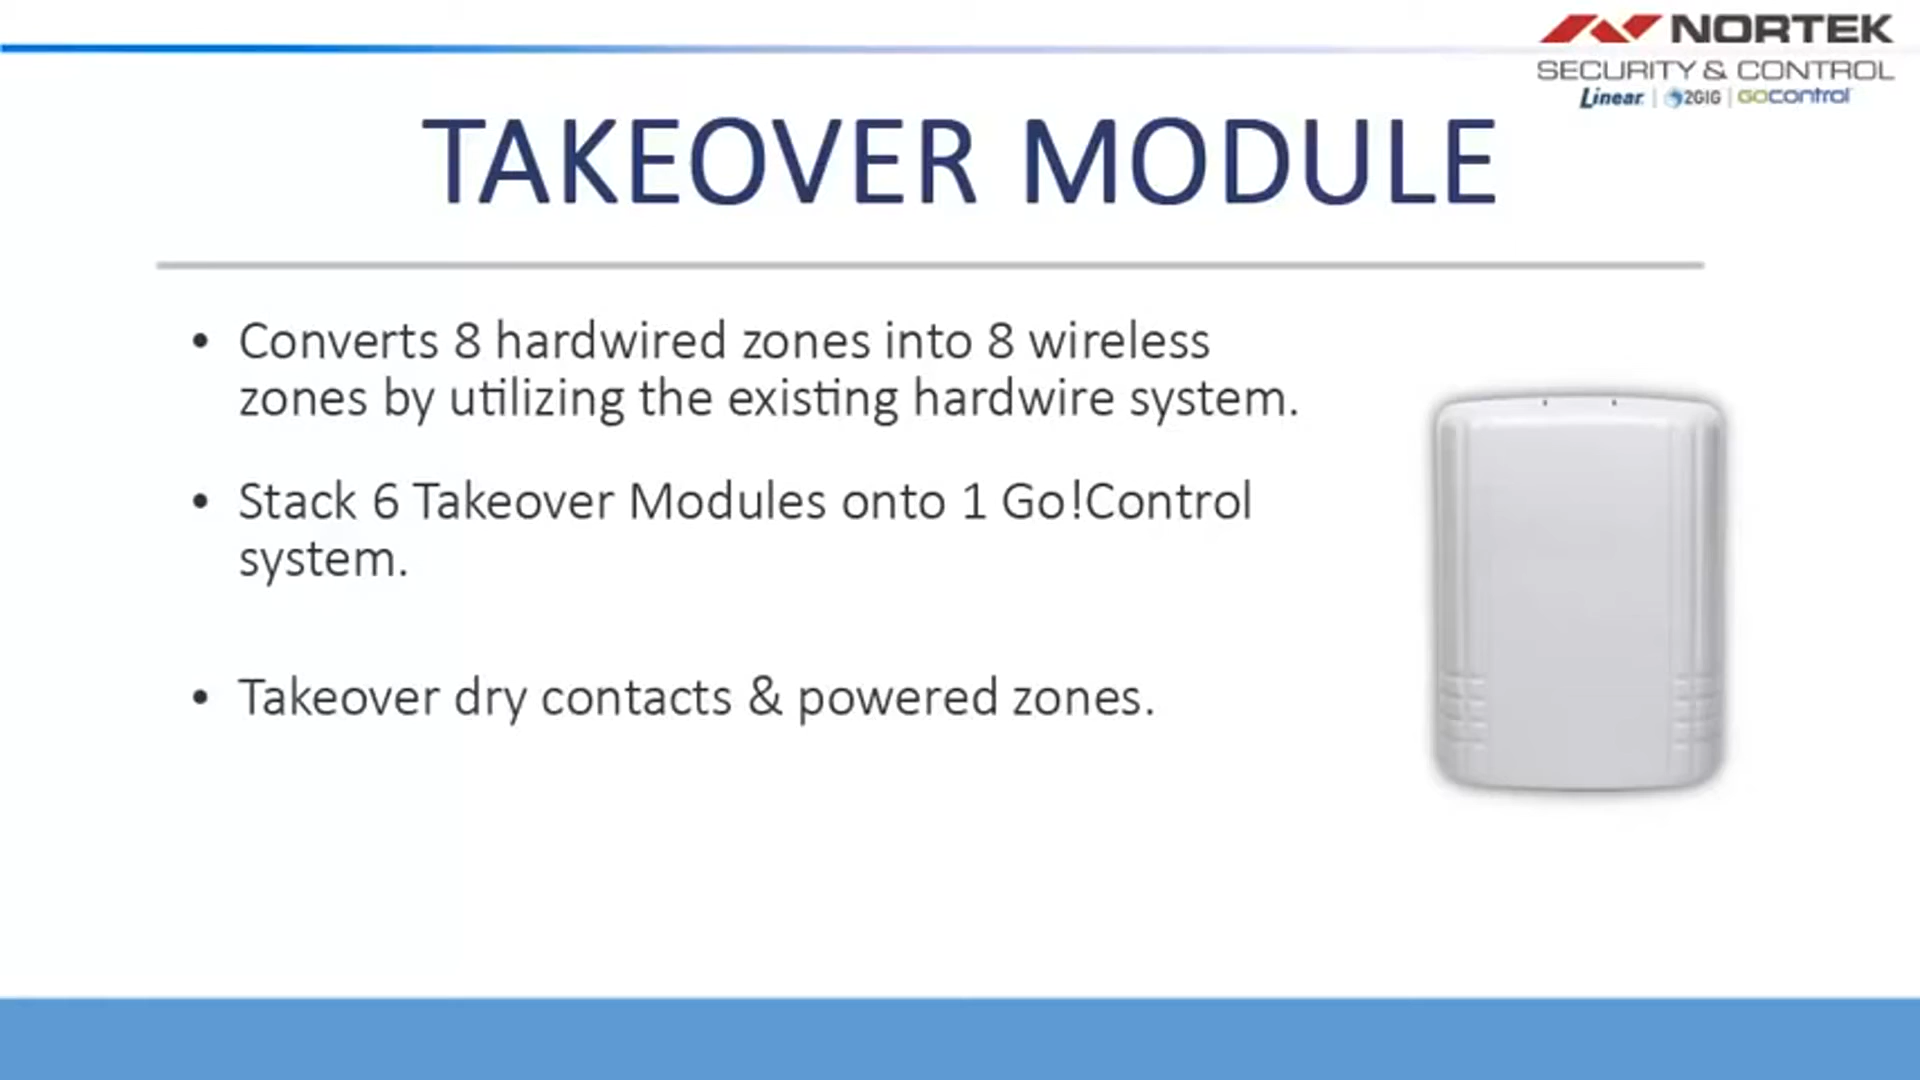 NORTEK
SECURITY & CONTROL
Linear | 2GIG | GOcontrol
TAKEOVER MODULE
• Converts 8 hardwired zones into 8 wireless
zones by utilizing the existing hardwire system.
• Stack 6 Takeover Modules onto 1 Go!Control
system.
• Takeover dry contacts & powered zones.